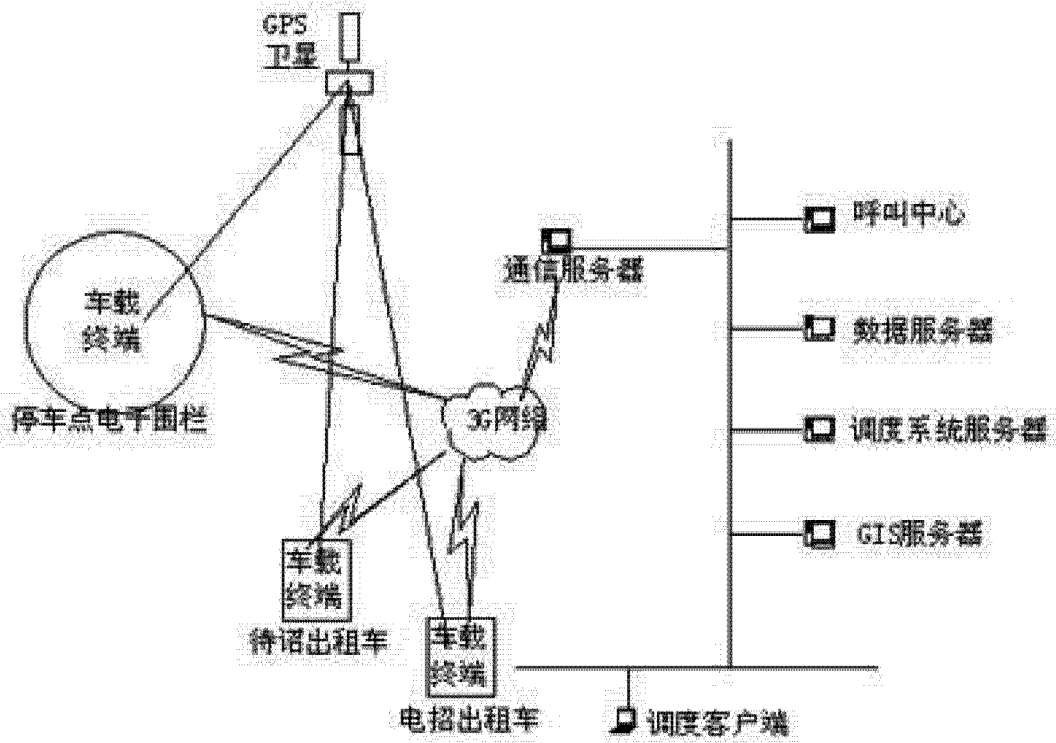 GPS
卫星
呼叫中心
通信服务器
车载
终端
数据服务器
停车点电子围栏
3G网络
调度系统服务器
GIS服务器
车载
终端
待诏出租车
车载
终端
电招出租车
调度客户端